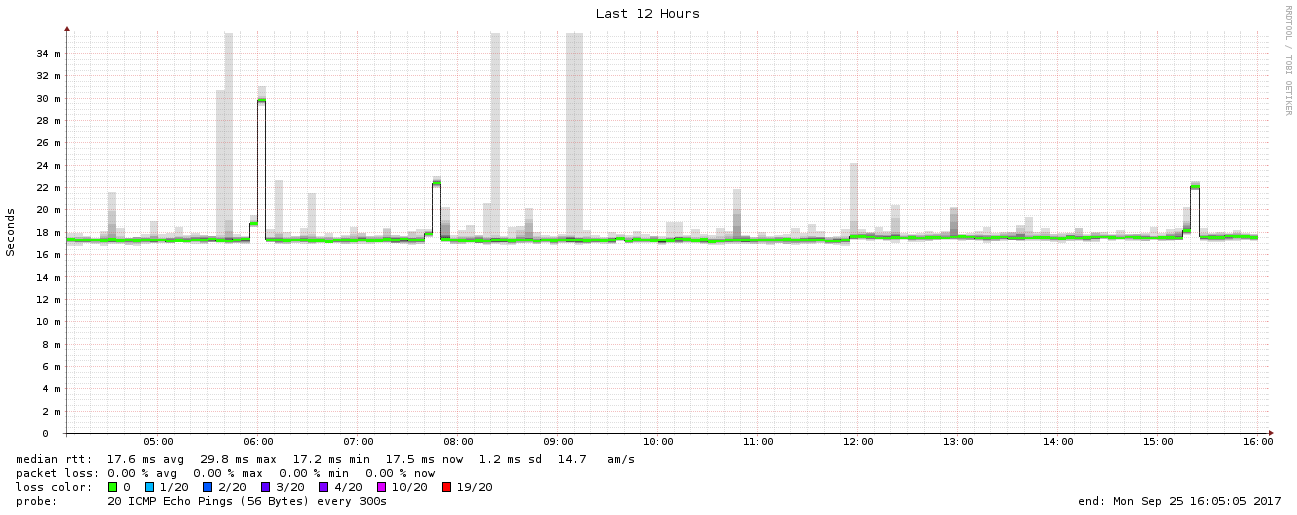 Last 12 Hours
RRDTOOL / TOBI OETIKER
Seconds
34 m
32 m
30 m
28 m
26 m
24 m
22 m
20 m
18 m
16 m
14 m
12 m
10 m
8 m
6 m
4 m
2 m
0
05:00 06:00 07:00 08:00 09:00 10:00 11:00 12:00 13:00 14:00 15:00 16:00
median rtt: 17.6 ms avg 29.8 ms max 17.2 ms min 17.5 ms now 1.2 ms sd 14.7 am/s
packet loss: 0.00 % avg 0.00 % max 0.00 % min 0.00 % now
loss color: 0 1/20 2/20 3/20 4/20 10/20 19/20
probe: 20 ICMP Echo Pings (56 Bytes) every 300s end: Mon Sep 25 16:05:05 2017